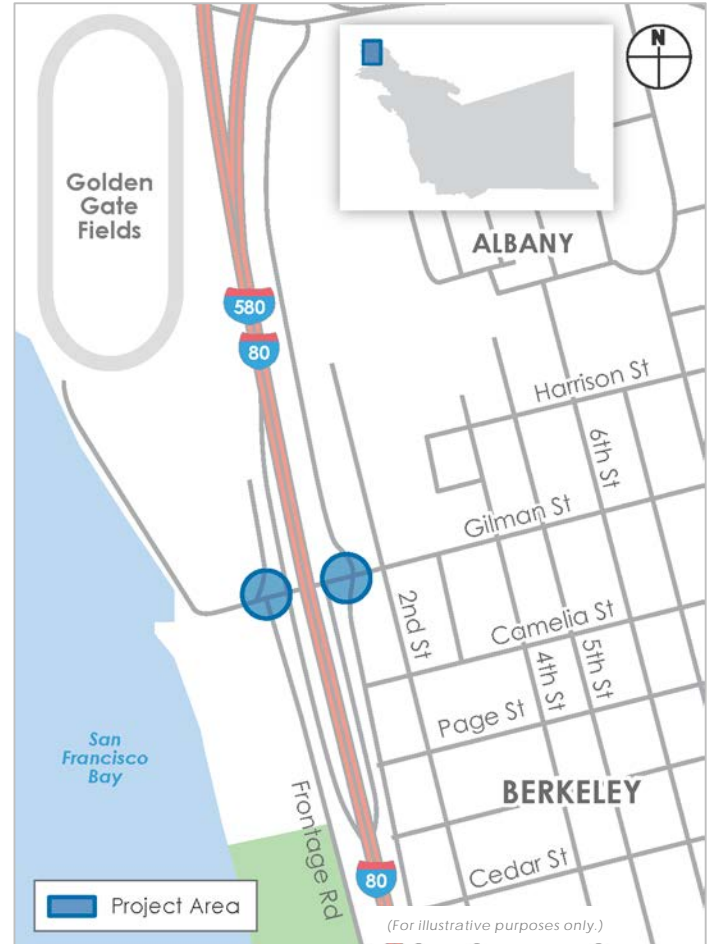 N
Golden
Gate
Fields
ALBANY
580
80
Harrison St
6th St
Gilman St
2nd St
Camelia St
4th St
5th St
Page St
San
Francisco
Bay
Frontage Rd
BERKELEY
Cedar St
80
Project Area
(For illustrative purposes only.)